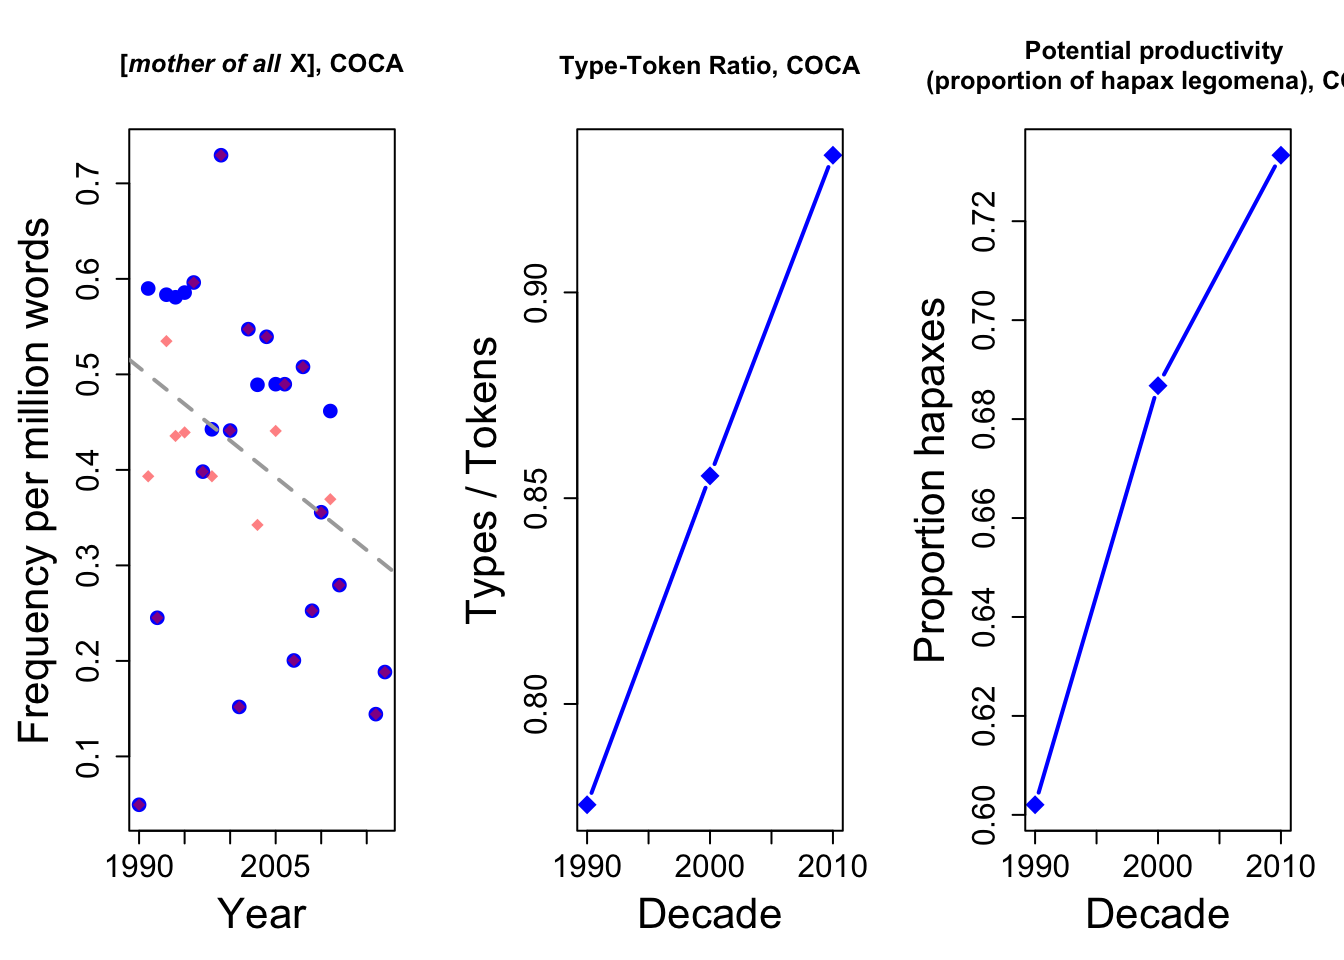 [mother of all X], COCA
Frequency per million words
0.7
0.6
0.5
0.4
0.3
0.2
0.1
1990 2005
Year
Type-Token Ratio, COCA
Types / Tokens
0.90
0.85
0.80
1990 2000 2010
Decade
Potential productivity
(proportion of hapax legomena), CO
Proportion hapaxes
0.72
0.70
0.68
0.66
0.64
0.62
0.60
1990 2000 2010
Decade